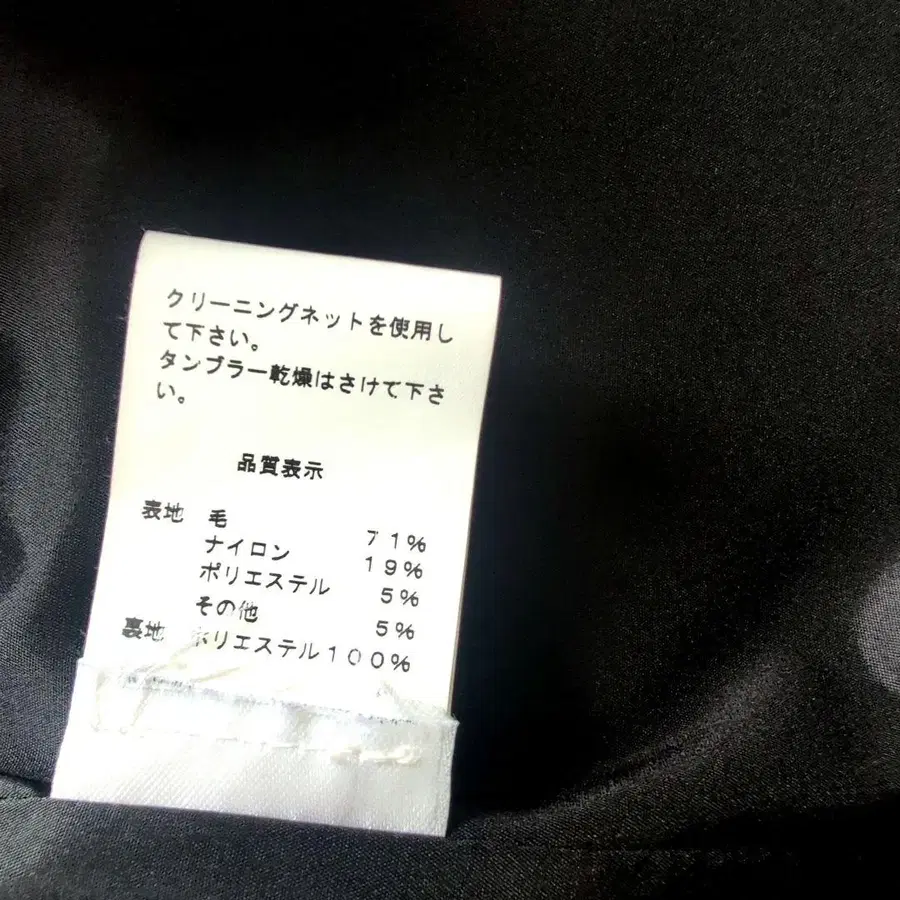 クリーニングネットを使用し
て下さい。
タンブラー乾燥はさけて下さ
い。
品質表示
表地 毛 71%
ナイロン 19%
ポリエステル 5%
その他 5%
裏地 ポリエステル100%